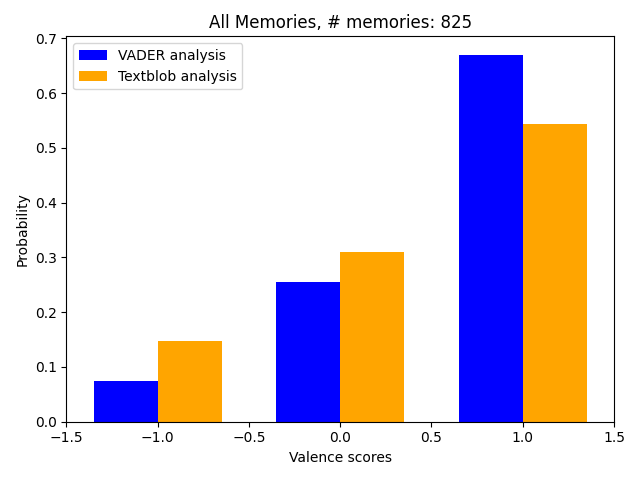 All Memories, # memories: 825
VADER analysis
Textblob analysis
Probability
0.7
0.6
0.5
0.4
0.3
0.2
0.1
0.0
−1.5 −1.0 −0.5 0.0 0.5 1.0 1.5
Valence scores